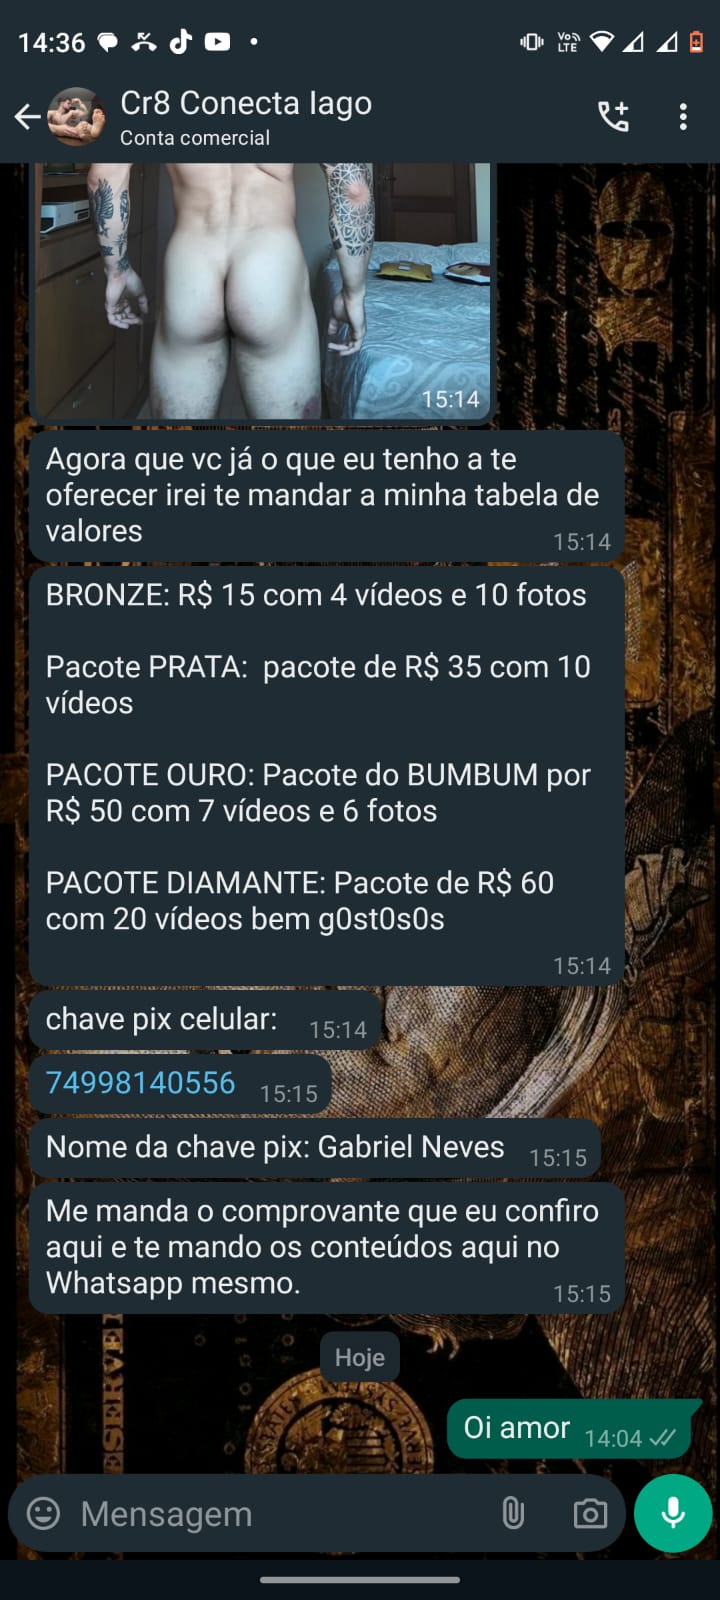 14:36
Vo) LTE
Cr8 Conecta Iago
Conta comercial
15:14
Agora que vc já o que eu tenho a te
oferecer irei te mandar a minha tabela de
valores
15:14
BRONZE: R$ 15 com 4 vídeos e 10 fotos
Pacote PRATA:  pacote de R$ 35 com 10
vídeos
PACOTE OURO: Pacote do BUMBUM por
R$ 50 com 7 vídeos e 6 fotos
PACOTE DIAMANTE: Pacote de R$ 60
com 20 vídeos bem g0st0s0s
15:14
chave pix celular: 15:14
74998140556 15:15
Nome da chave pix: Gabriel Neves 15:15
Me manda o comprovante que eu confiro
aqui e te mando os conteúdos aqui no
Whatsapp mesmo.
15:15
Hoje
Oi amor 14:04
Mensagem